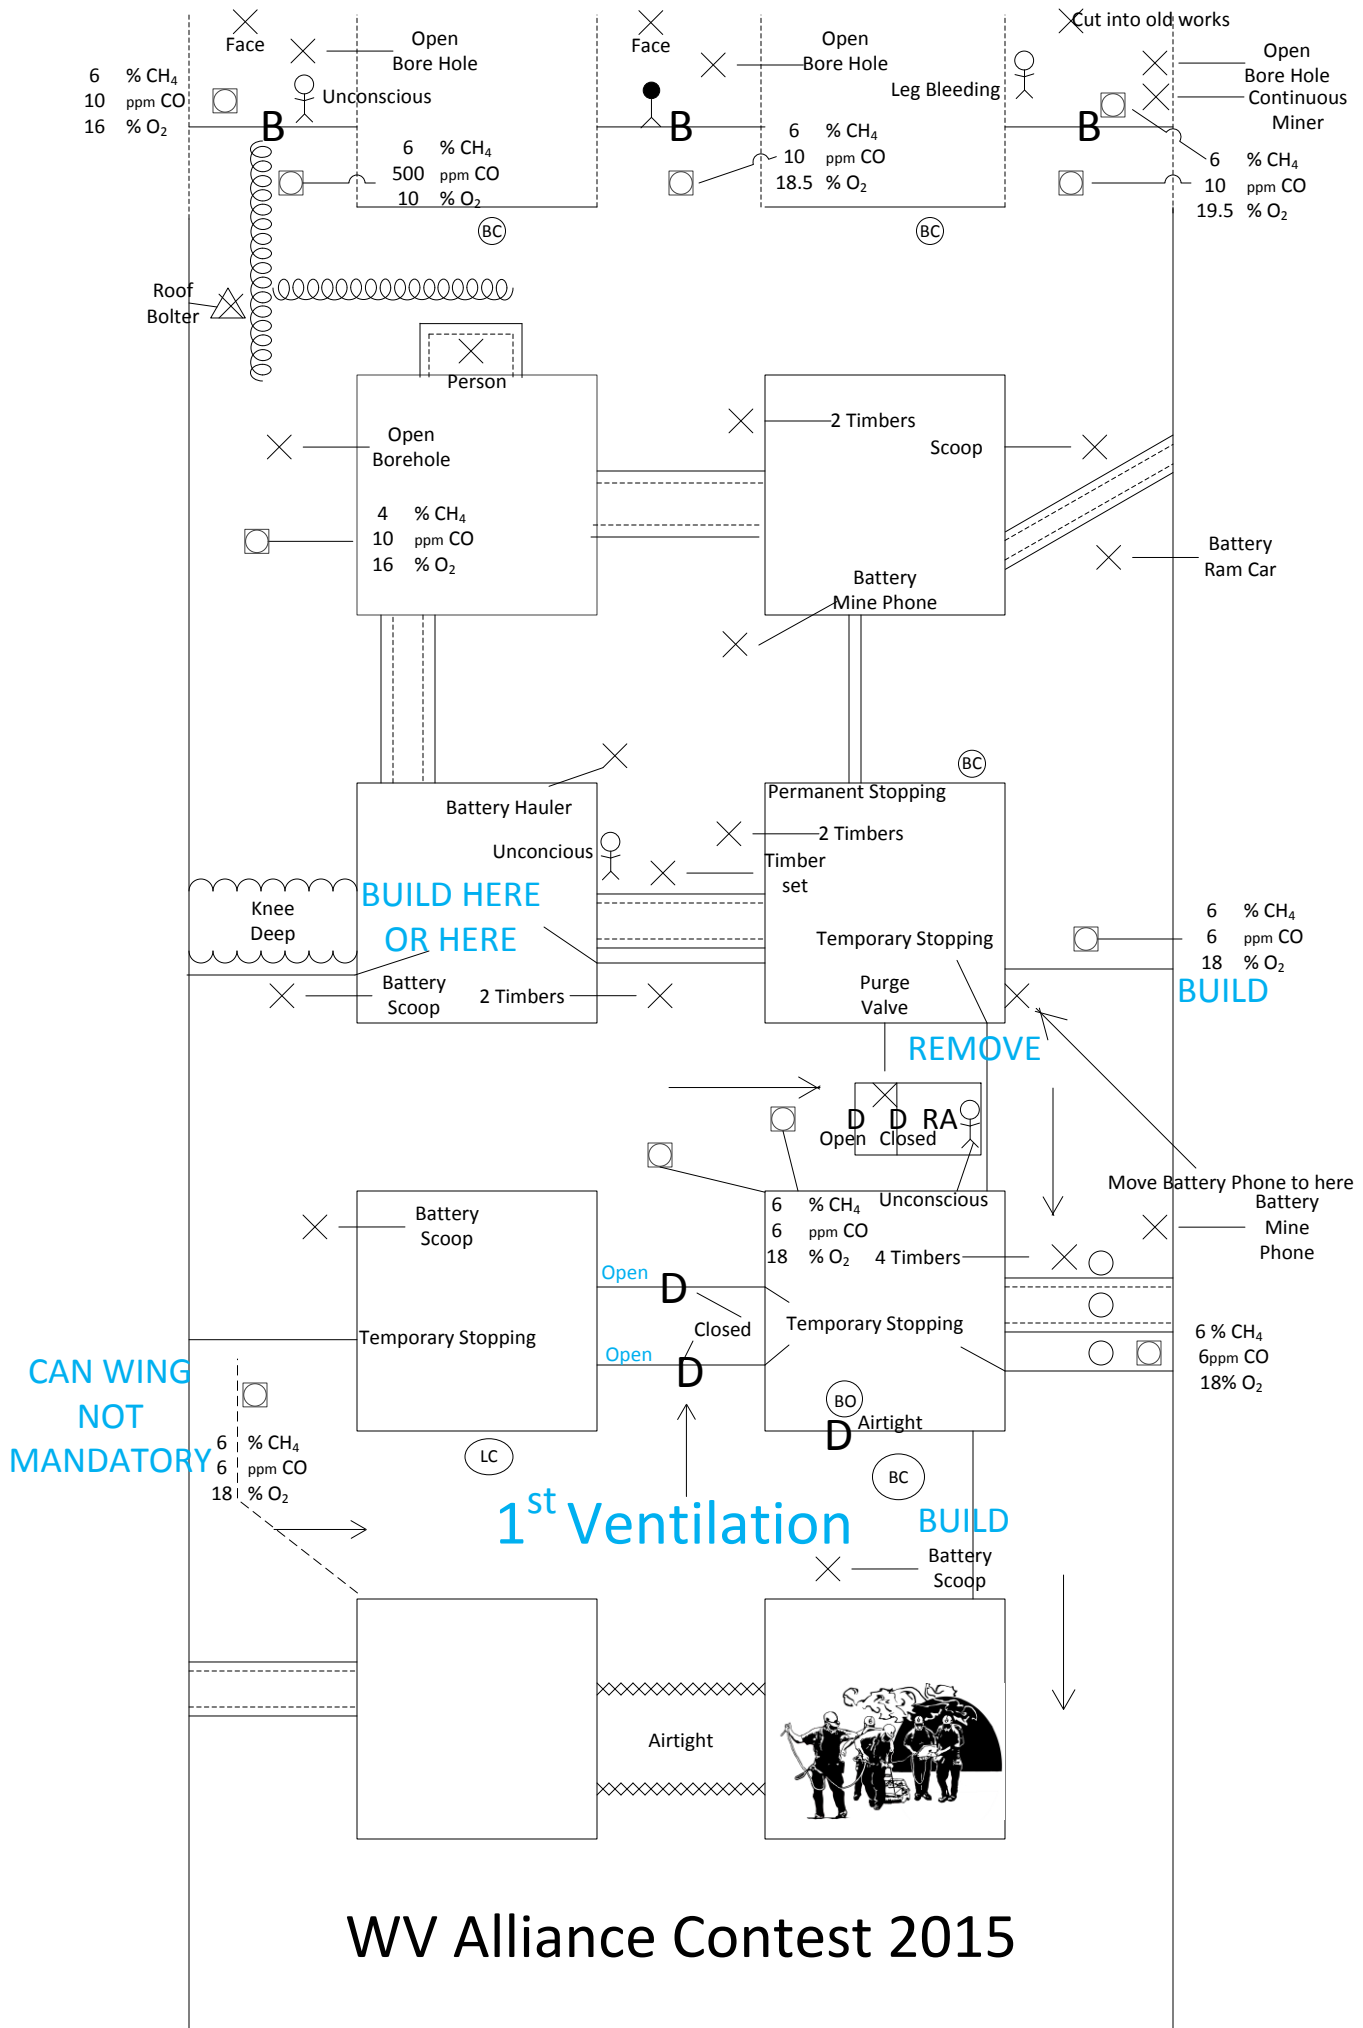 Cut into old works
Face
Open
Bore Hole
Face
Open
Bore Hole
Open
Bore Hole
6 % CH₄
10 ppm CO
16 % O₂
Unconscious
Leg Bleeding
Continuous
Miner
B
B
B
6 % CH₄
500 ppm CO
10 % O₂
6 % CH₄
10 ppm CO
18.5 % O₂
6 % CH₄
10 ppm CO
19.5 % O₂
BC
BC
Roof
Bolter
Person
Open
Borehole
2 Timbers
Scoop
4 % CH₄
10 ppm CO
16 % O₂
Battery
Ram Car
Battery
Mine Phone
BC
Battery Hauler
Permanent Stopping
Unconcious
2 Timbers
Timber
set
Knee
Deep
BUILD HERE
OR HERE
6 % CH₄
6 ppm CO
18 % O₂
Temporary Stopping
Battery
Scoop
2 Timbers
Purge
Valve
BUILD
REMOVE
D D RA
Open Closed
Move Battery Phone to here
Unconscious
Battery
Scoop
6 % CH₄
6 ppm CO
18 % O₂
4 Timbers
Battery
Mine
Phone
Open
D
Temporary Stopping
Closed
Temporary Stopping
Open
D
6 % CH₄
6ppm CO
18% O₂
CAN WING
NOT
MANDATORY
BO
Airtight
D
6 % CH₄
6 ppm CO
18 % O₂
LC
BC
1st Ventilation
BUILD
Battery
Scoop
Airtight
WV Alliance Contest 2015